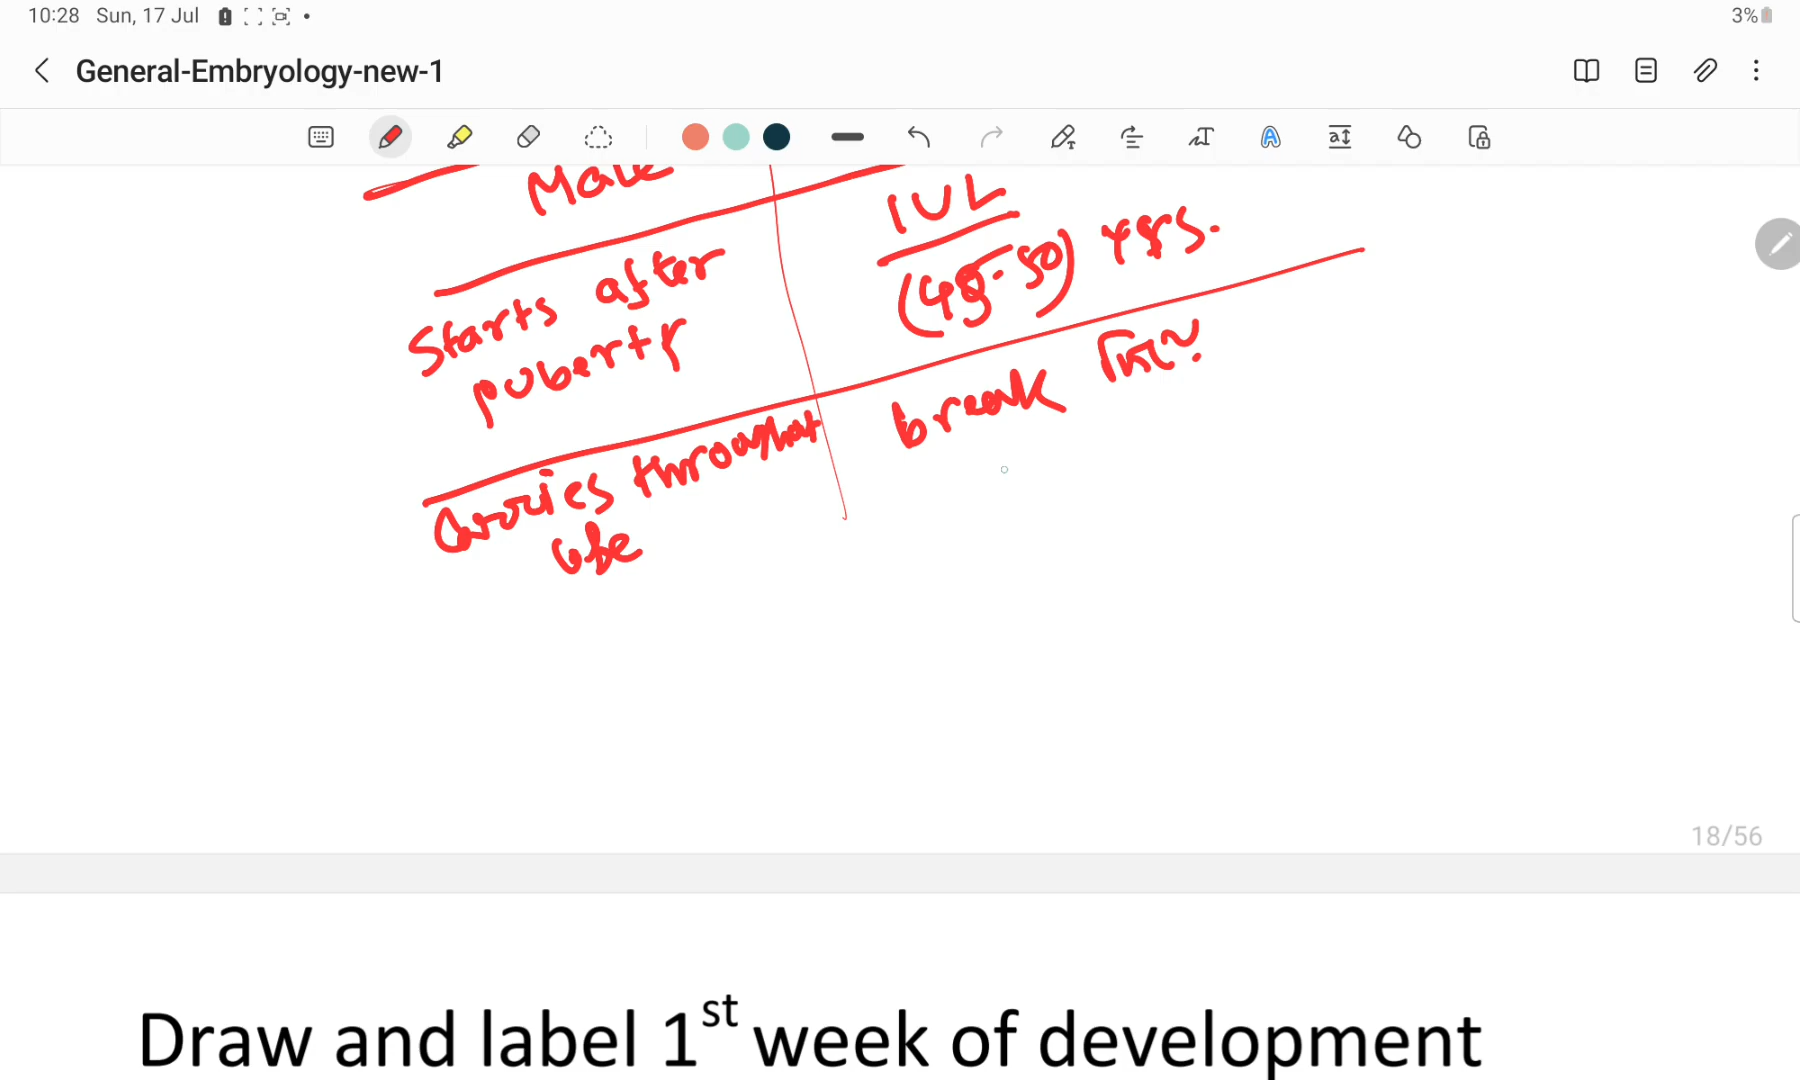 10:28 Sun, 17 Jul
3%
General-Embryology-new-1
Male
IUL
(45-50) yrs.
Starts after
puberty
break
Carries throughout
life
18/56
Draw and label 1st week of development